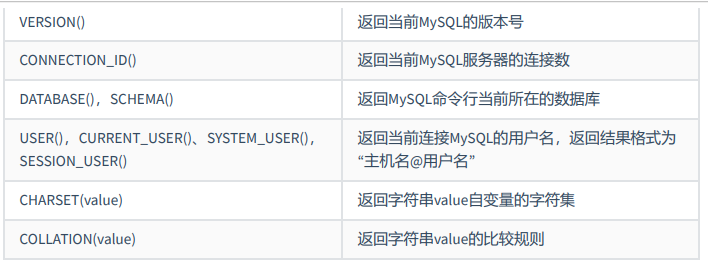 VERSION() 返回当前MySQL的版本号
CONNECTION_ID() 返回当前MySQL服务器的连接数
DATABASE()，SCHEMA() 返回MySQL命令行当前所在的数据库
USER()，CURRENT_USER()、SYSTEM_USER()，
SESSION_USER()
返回当前连接MySQL的用户名，返回结果格式为
“主机名@用户名”
CHARSET(value) 返回字符串value自变量的字符集
COLLATION(value) 返回字符串value的比较规则